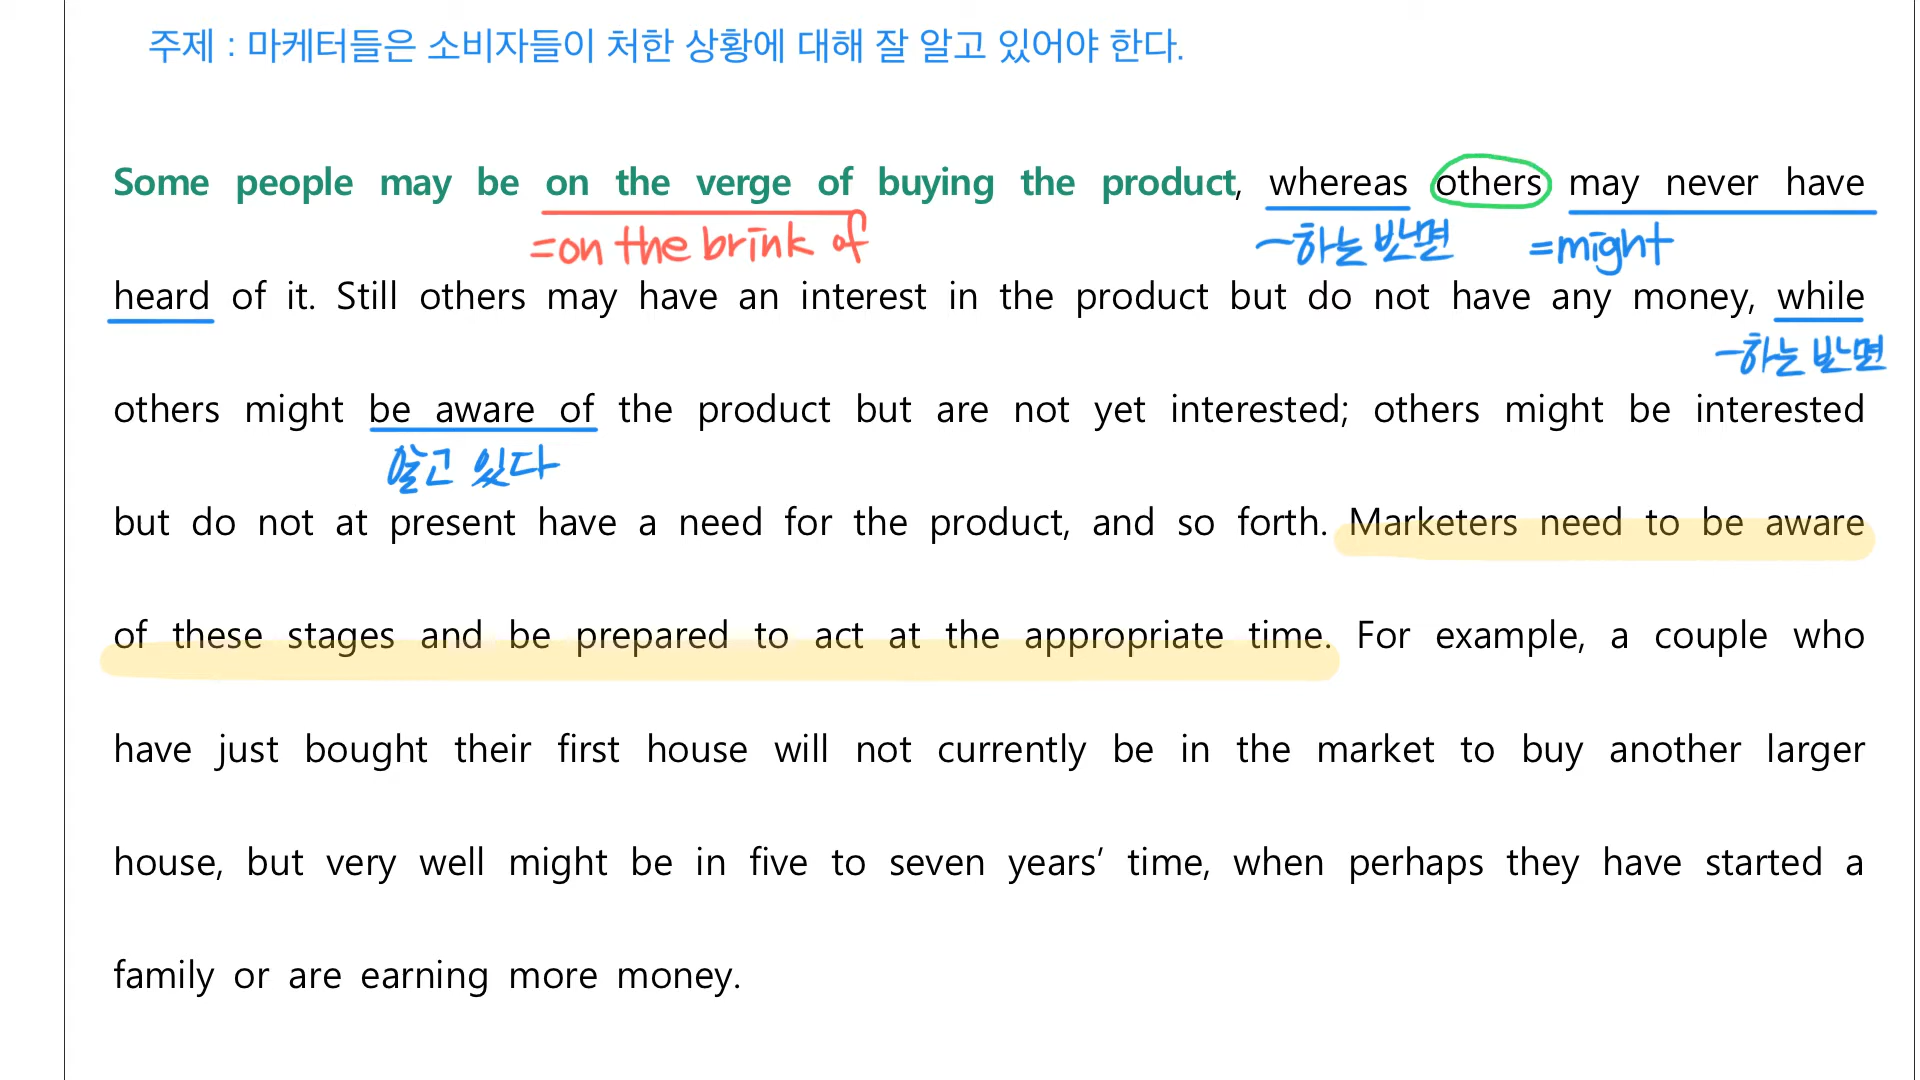 주제 : 마케터들은 소비자들이 처한 상황에 대해 잘 알고 있어야 한다.
Some people may be on the verge of buying the product, whereas others may never have
=on the brink of ~하는 반면 =might
heard of it. Still others may have an interest in the product but do not have any money, while
~하는 반면
others might be aware of the product but are not yet interested; others might be interested
알고 있다
but do not at present have a need for the product, and so forth. Marketers need to be aware
of these stages and be prepared to act at the appropriate time. For example, a couple who
have just bought their first house will not currently be in the market to buy another larger
house, but very well might be in five to seven years’ time, when perhaps they have started a
family or are earning more money.